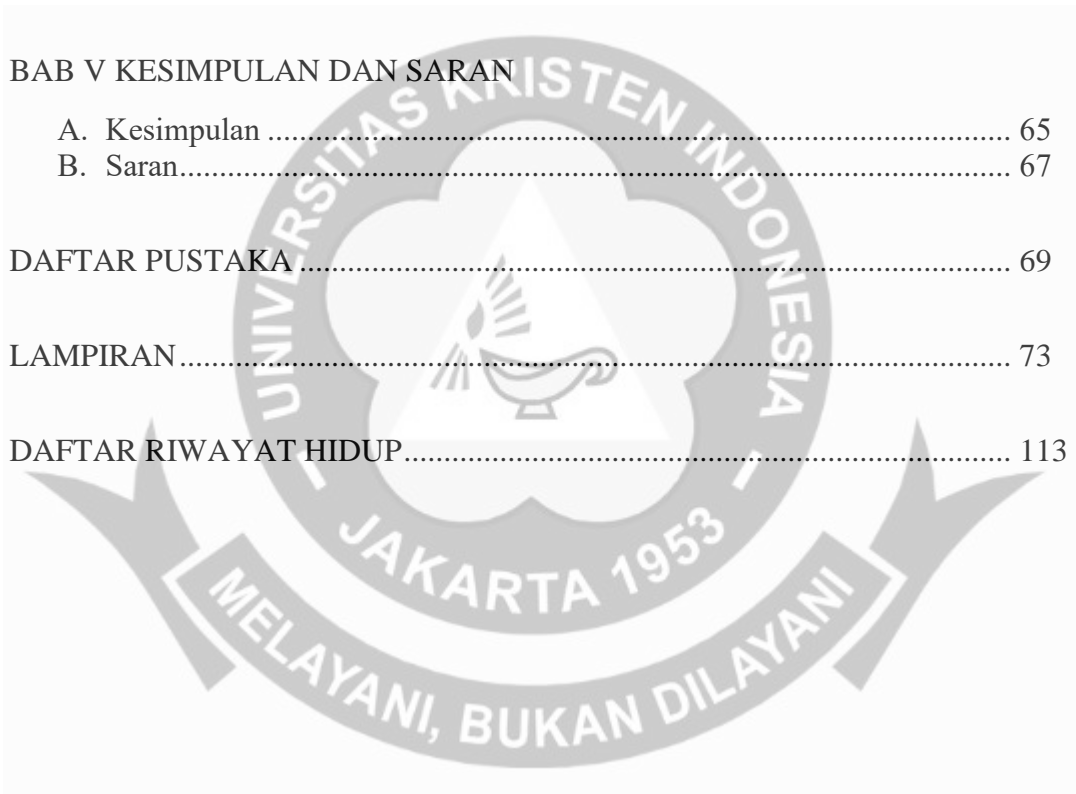 BAB V KESIMPULAN DAN SARAN
A. Kesimpulan ........................................................................................ 65
B. Saran.................................................................................................... 67
DAFTAR PUSTAKA .................................................................................... 69
LAMPIRAN .................................................................................................. 73
DAFTAR RIWAYAT HIDUP......................................................................... 113
UNIVERSITAS KRISTEN INDONESIA
- JAKARTA 1953 -
MELAYANI, BUKAN DILAYANI